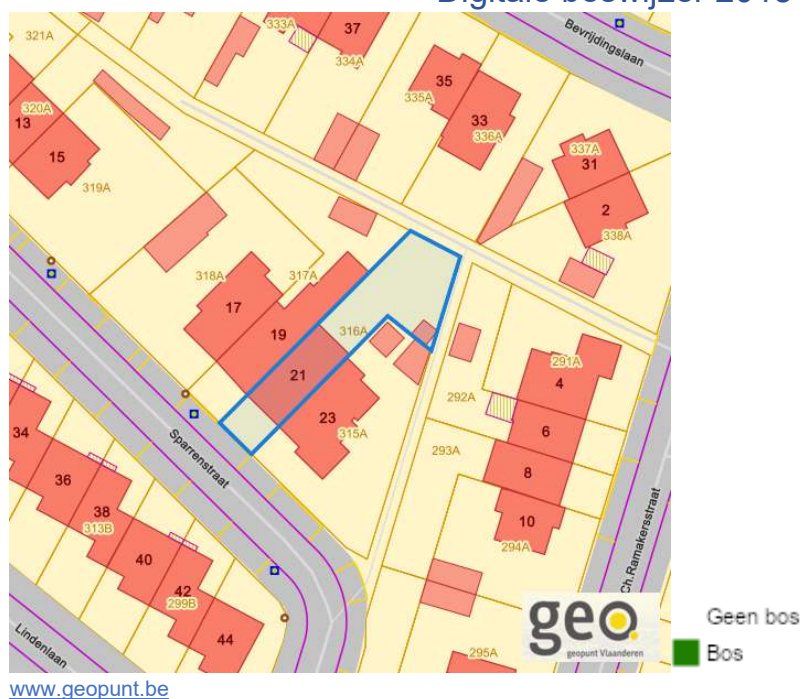 Bevrijdingslaan
321A
333A
37
334A
35
335A
33
336A
320A
13
15
319A
337A
31
2
338A
318A
317A
17
19
316A
21
23
315A
291A
4
292A
6
293A
8
10
294A
34
Sparrenstraat
36
38
313B
40
42
299B
44
Ch.Ramakersstraat
Lindenlaan
295A
geo
geopunt Vlaanderen
Geen bos
Bos
www.geopunt.be